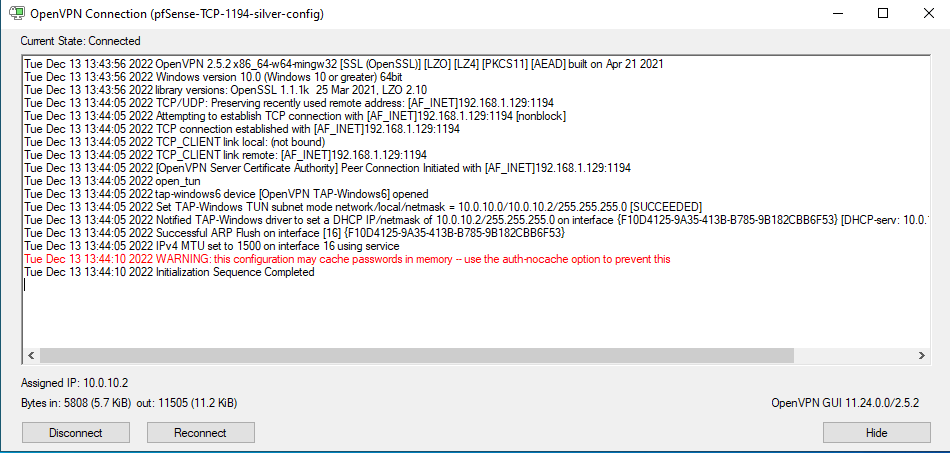 OpenVPN Connection (pfSense-TCP-1194-silver-config)
Current State: Connected
Tue Dec 13 13:43:56 2022 OpenVPN 2.5.2 x86_64-w64-mingw32 [SSL (OpenSSL)] [LZO] [LZ4] [PKCS11] [AEAD] built on Apr 21 2021
Tue Dec 13 13:43:56 2022 Windows version 10.0 (Windows 10 or greater) 64bit
Tue Dec 13 13:43:56 2022 library versions: OpenSSL 1.1.1k  25 Mar 2021, LZO 2.10
Tue Dec 13 13:44:05 2022 TCP/UDP: Preserving recently used remote address: [AF_INET]192.168.1.129:1194
Tue Dec 13 13:44:05 2022 Attempting to establish TCP connection with [AF_INET]192.168.1.129:1194 [nonblock]
Tue Dec 13 13:44:05 2022 TCP connection established with [AF_INET]192.168.1.129:1194
Tue Dec 13 13:44:05 2022 TCP_CLIENT link local: (not bound)
Tue Dec 13 13:44:05 2022 TCP_CLIENT link remote: [AF_INET]192.168.1.129:1194
Tue Dec 13 13:44:05 2022 [OpenVPN Server Certificate Authority] Peer Connection Initiated with [AF_INET]192.168.1.129:1194
Tue Dec 13 13:44:05 2022 open_tun
Tue Dec 13 13:44:05 2022 tap-windows6 device [OpenVPN TAP-Windows6] opened
Tue Dec 13 13:44:05 2022 Set TAP-Windows TUN subnet mode network/local/netmask = 10.0.10.0/10.0.10.2/255.255.255.0 [SUCCEEDED]
Tue Dec 13 13:44:05 2022 Notified TAP-Windows driver to set a DHCP IP/netmask of 10.0.10.2/255.255.255.0 on interface {F10D4125-9A35-413B-B785-9B182CBB6F53} [DHCP-serv: 10.0.1
Tue Dec 13 13:44:05 2022 Successful ARP Flush on interface [16] {F10D4125-9A35-413B-B785-9B182CBB6F53}
Tue Dec 13 13:44:05 2022 IPv4 MTU set to 1500 on interface 16 using service
Tue Dec 13 13:44:10 2022 WARNING: this configuration may cache passwords in memory -- use the auth-nocache option to prevent this
Tue Dec 13 13:44:10 2022 Initialization Sequence Completed
Assigned IP: 10.0.10.2
Bytes in: 5808 (5.7 KiB)  out: 11505 (11.2 KiB)
OpenVPN GUI 11.24.0.0/2.5.2
Disconnect
Reconnect
Hide